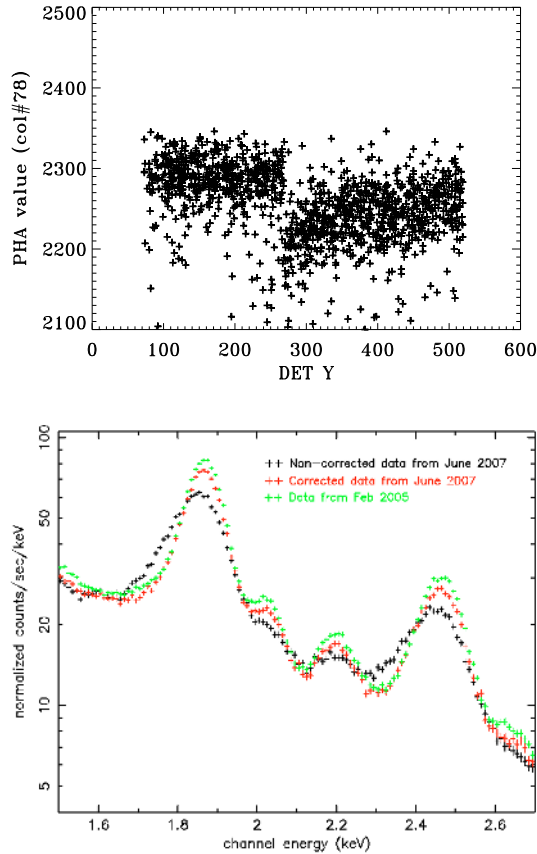 2500
2400
2300
2200
2100
PHA value (col#78)
0 100 200 300 400 500 600
DET Y
100
50
20
10
5
normalized counts/sec/keV
Non-corrected data from June 2007
Corrected data from June 2007
Data from Feb 2005
1.6 1.8 2 2.2 2.4 2.6
channel energy (keV)